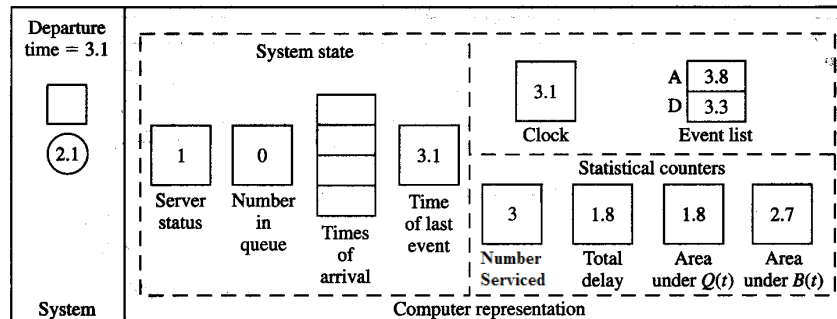 Departure
time = 3.1
2.1
System
System state
1
Server
status
0
Number
in
queue
Times
of
arrival
3.1
Time
of last
event
3.1
Clock
A 3.8
D 3.3
Event list
Statistical counters
3
Number
Serviced
1.8
Total
delay
1.8
Area
under Q(t)
2.7
Area
under B(t)
Computer representation